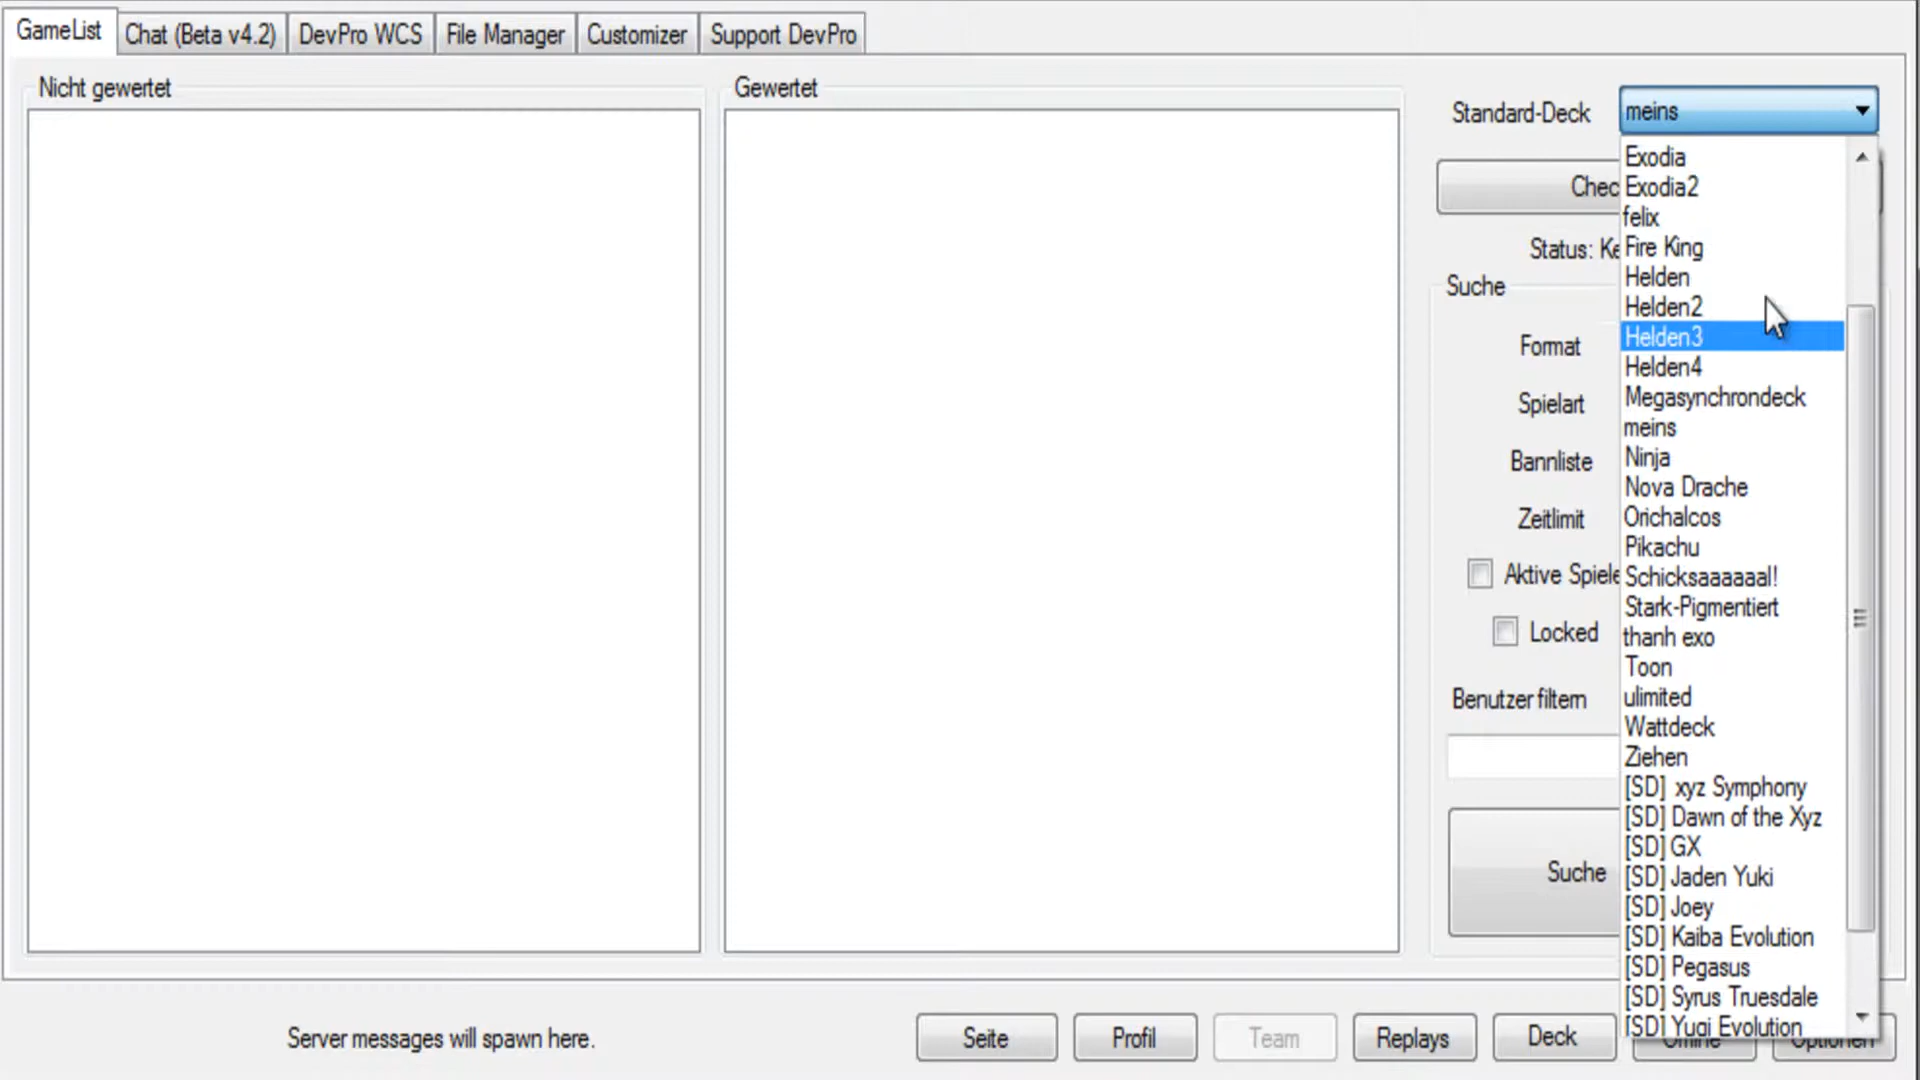 GameList
Chat (Beta v4.2)
DevPro WCS
File Manager
Customizer
Support DevPro
Nicht gewertet
Gewertet
Standard-Deck
meins
Chec
Status: Ke
Suche
Format
Spielart
Bannliste
Zeitlimit
Aktive Spiele
Locked
Benutzer filtern
Suche
Exodia
Exodia2
felix
Fire King
Helden
Helden2
Helden3
Helden4
Megasynchrondeck
meins
Ninja
Nova Drache
Orichalcos
Pikachu
Schicksaaaaaal!
Stark-Pigmentiert
thanh exo
Toon
ulimited
Wattdeck
Ziehen
[SD] xyz Symphony
[SD] Dawn of the Xyz
[SD] GX
[SD] Jaden Yuki
[SD] Joey
[SD] Kaiba Evolution
[SD] Pegasus
[SD] Syrus Truesdale
[SD] Yugi Evolution
Server messages will spawn here.
Seite
Profil
Team
Replays
Deck
Offline
Optionen